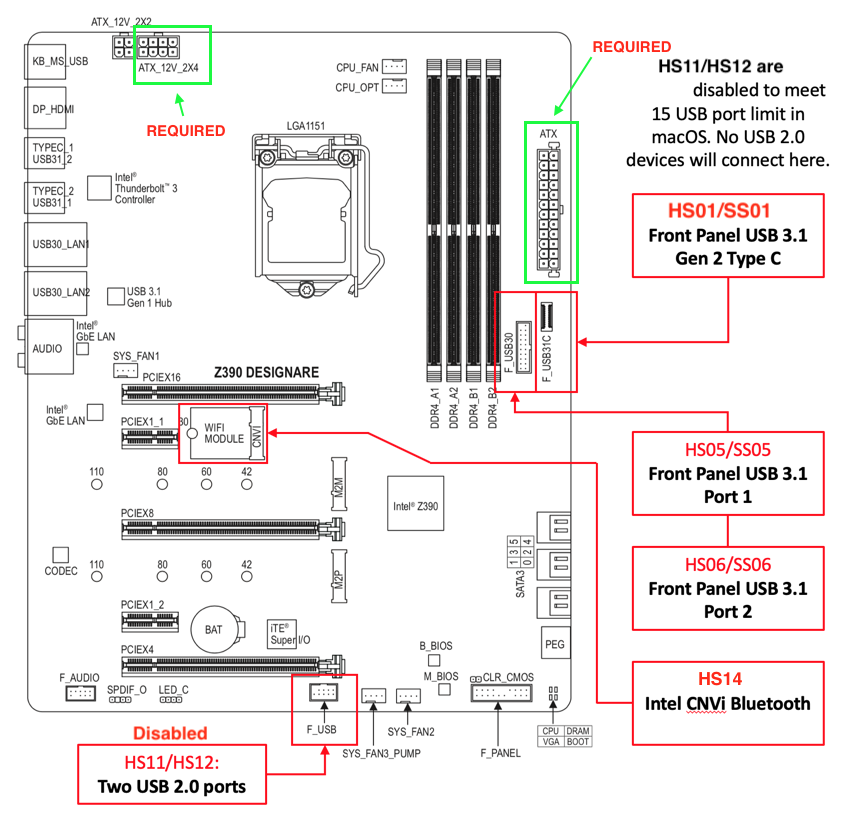 ATX_12V_2X2
REQUIRED
KB_MS_USB
ATX_12V_2X4
CPU_FAN
CPU_OPT
HS11/HS12 are
disabled to meet
15 USB port limit in
macOS. No USB 2.0
devices will connect here.
DP_HDMI
REQUIRED
LGA1151
ATX
TYPEC_1
USB31_2
TYPEC_2
USB31_1
Intel®
Thunderbolt™ 3
Controller
HS01/SS01
Front Panel USB 3.1
Gen 2 Type C
USB30_LAN1
USB30_LAN2
USB 3.1
Gen 1 Hub
Intel®
GbE LAN
AUDIO
SYS_FAN1
F_USB30
F_USB31C
Z390 DESIGNARE
PCIEX16
DDR4_A1
DDR4_A2
DDR4_B1
DDR4_B2
Intel®
GbE LAN
PCIEX1_1
80
WIFI
MODULE
CNVi
HS05/SS05
Front Panel USB 3.1
Port 1
110
80
60
42
M2M
Intel® Z390
PCIEX8
CODEC
110
80
60
42
M2P
SATA3
1 3 5
0 2 4
HS06/SS06
Front Panel USB 3.1
Port 2
PCIEX1_2
BAT
iTE®
Super I/O
PEG
PCIEX4
B_BIOS
M_BIOS
CLR_CMOS
F_AUDIO
SPDIF_O
LED_C
HS14
Intel CNVi Bluetooth
F_USB
SYS_FAN3_PUMP
SYS_FAN2
F_PANEL
CPU DRAM
VGA BOOT
Disabled
HS11/HS12:
Two USB 2.0 ports